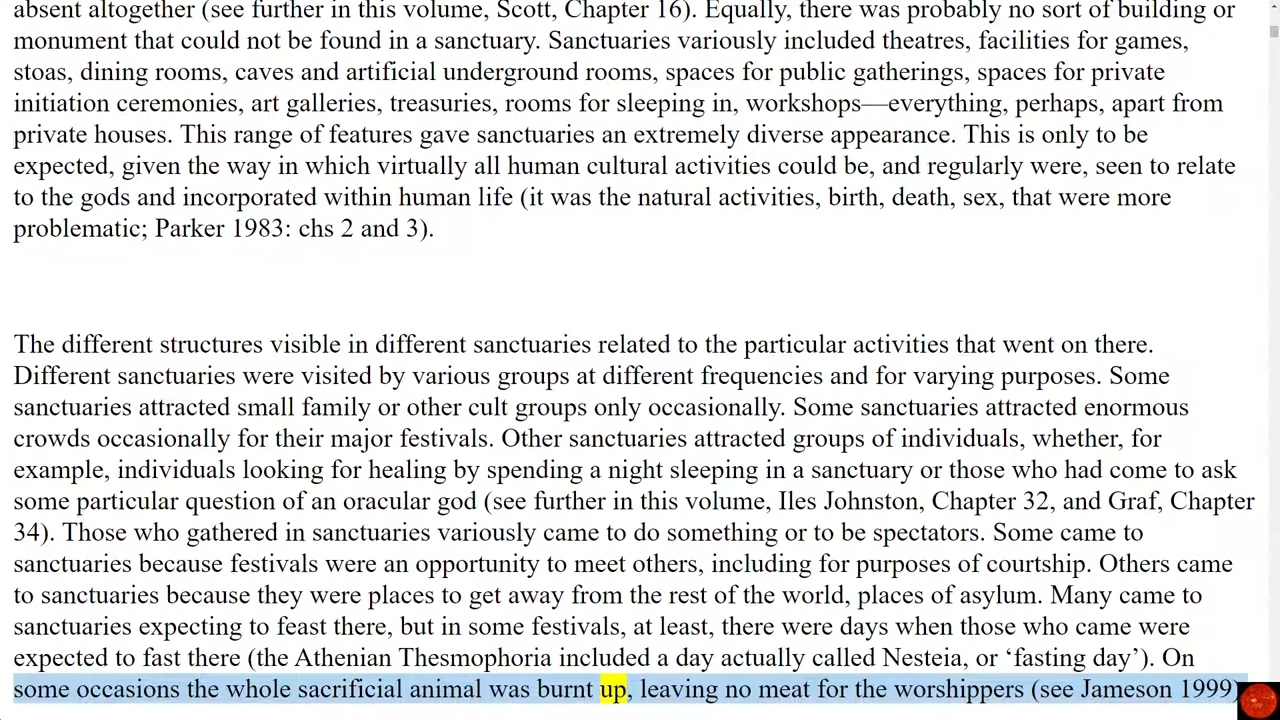 absent altogether (see further in this volume, Scott, Chapter 16). Equally, there was probably no sort of building or
monument that could not be found in a sanctuary. Sanctuaries variously included theatres, facilities for games,
stoas, dining rooms, caves and artificial underground rooms, spaces for public gatherings, spaces for private
initiation ceremonies, art galleries, treasuries, rooms for sleeping in, workshops—everything, perhaps, apart from
private houses. This range of features gave sanctuaries an extremely diverse appearance. This is only to be
expected, given the way in which virtually all human cultural activities could be, and regularly were, seen to relate
to the gods and incorporated within human life (it was the natural activities, birth, death, sex, that were more
problematic; Parker 1983: chs 2 and 3).
The different structures visible in different sanctuaries related to the particular activities that went on there.
Different sanctuaries were visited by various groups at different frequencies and for varying purposes. Some
sanctuaries attracted small family or other cult groups only occasionally. Some sanctuaries attracted enormous
crowds occasionally for their major festivals. Other sanctuaries attracted groups of individuals, whether, for
example, individuals looking for healing by spending a night sleeping in a sanctuary or those who had come to ask
some particular question of an oracular god (see further in this volume, Iles Johnston, Chapter 32, and Graf, Chapter
34). Those who gathered in sanctuaries variously came to do something or to be spectators. Some came to
sanctuaries because festivals were an opportunity to meet others, including for purposes of courtship. Others came
to sanctuaries because they were places to get away from the rest of the world, places of asylum. Many came to
sanctuaries expecting to feast there, but in some festivals, at least, there were days when those who came were
expected to fast there (the Athenian Thesmophoria included a day actually called Nesteia, or ‘fasting day’). On
some occasions the whole sacrificial animal was burnt up, leaving no meat for the worshippers (see Jameson 1999)